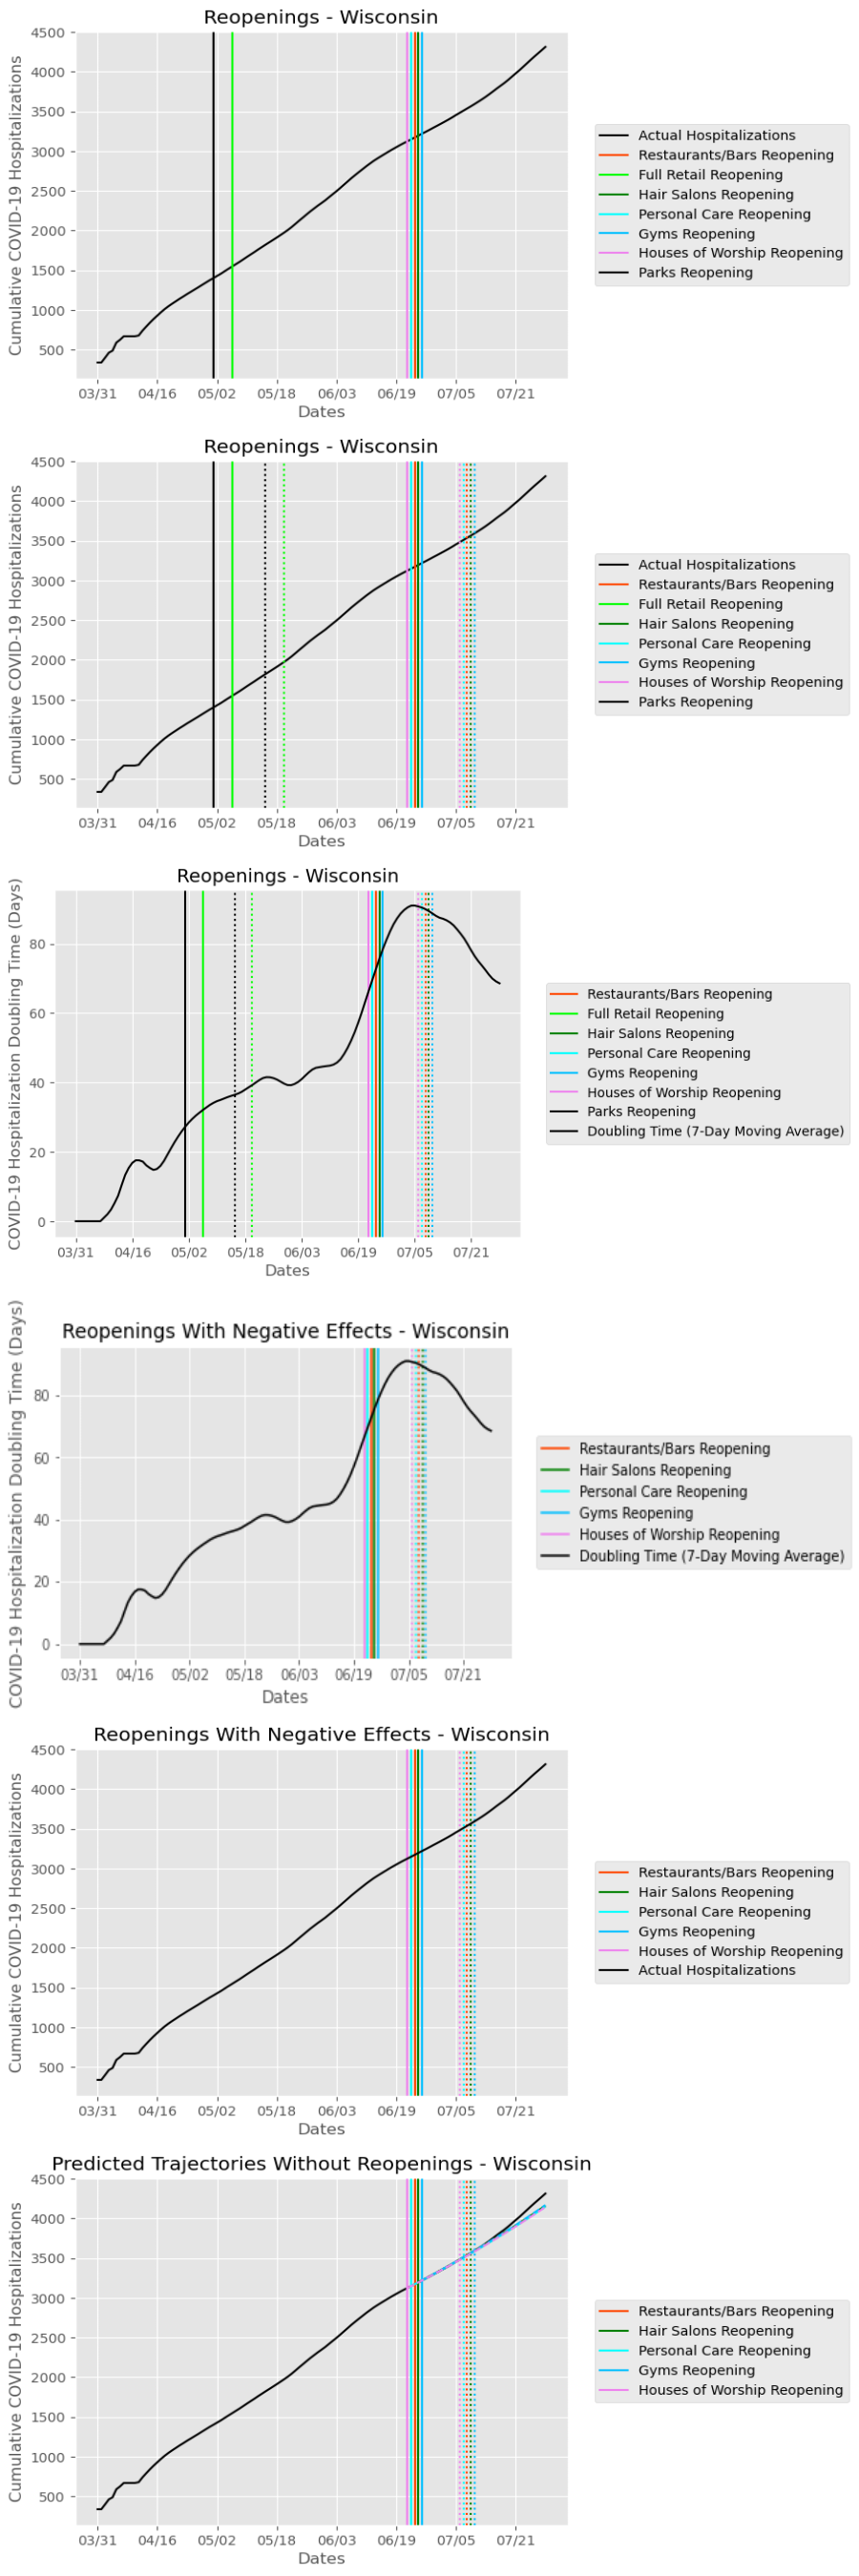 Reopenings - Wisconsin
Cumulative COVID-19 Hospitalizations
4500
4000
3500
3000
2500
2000
1500
1000
500
03/31 04/16 05/02 05/18 06/03 06/19 07/05 07/21
Dates
Actual Hospitalizations
Restaurants/Bars Reopening
Full Retail Reopening
Hair Salons Reopening
Personal Care Reopening
Gyms Reopening
Houses of Worship Reopening
Parks Reopening
Reopenings - Wisconsin
Cumulative COVID-19 Hospitalizations
4500
4000
3500
3000
2500
2000
1500
1000
500
03/31 04/16 05/02 05/18 06/03 06/19 07/05 07/21
Dates
Actual Hospitalizations
Restaurants/Bars Reopening
Full Retail Reopening
Hair Salons Reopening
Personal Care Reopening
Gyms Reopening
Houses of Worship Reopening
Parks Reopening
Reopenings - Wisconsin
COVID-19 Hospitalization Doubling Time (Days)
80
60
40
20
0
03/31 04/16 05/02 05/18 06/03 06/19 07/05 07/21
Dates
Restaurants/Bars Reopening
Full Retail Reopening
Hair Salons Reopening
Personal Care Reopening
Gyms Reopening
Houses of Worship Reopening
Parks Reopening
Doubling Time (7-Day Moving Average)
Reopenings With Negative Effects - Wisconsin
COVID-19 Hospitalization Doubling Time (Days)
80
60
40
20
0
03/31 04/16 05/02 05/18 06/03 06/19 07/05 07/21
Dates
Restaurants/Bars Reopening
Hair Salons Reopening
Personal Care Reopening
Gyms Reopening
Houses of Worship Reopening
Doubling Time (7-Day Moving Average)
Reopenings With Negative Effects - Wisconsin
Cumulative COVID-19 Hospitalizations
4500
4000
3500
3000
2500
2000
1500
1000
500
03/31 04/16 05/02 05/18 06/03 06/19 07/05 07/21
Dates
Restaurants/Bars Reopening
Hair Salons Reopening
Personal Care Reopening
Gyms Reopening
Houses of Worship Reopening
Actual Hospitalizations
Predicted Trajectories Without Reopenings - Wisconsin
Cumulative COVID-19 Hospitalizations
4500
4000
3500
3000
2500
2000
1500
1000
500
03/31 04/16 05/02 05/18 06/03 06/19 07/05 07/21
Dates
Restaurants/Bars Reopening
Hair Salons Reopening
Personal Care Reopening
Gyms Reopening
Houses of Worship Reopening